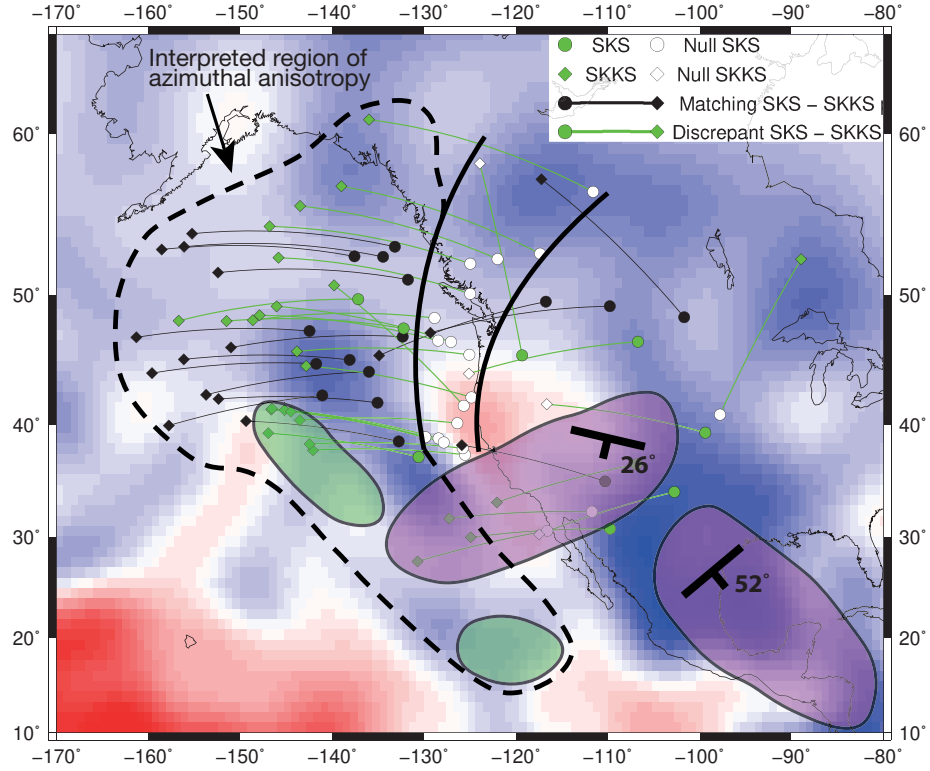 −170 −160 −150 −140 −130 −120 −110 −100 −90 −80
Interpreted region of
azimuthal anisotropy
SKS Null SKS
SKKS Null SKKS
Matching SKS − SKKS p
Discrepant SKS − SKKS
60˚ 60˚
50˚ 50˚
40˚ 40˚
26˚
30˚ 30˚
52˚
20˚ 20˚
10˚ 10˚
−170 −160 −150 −140 −130 −120 −110 −100 −90 −80